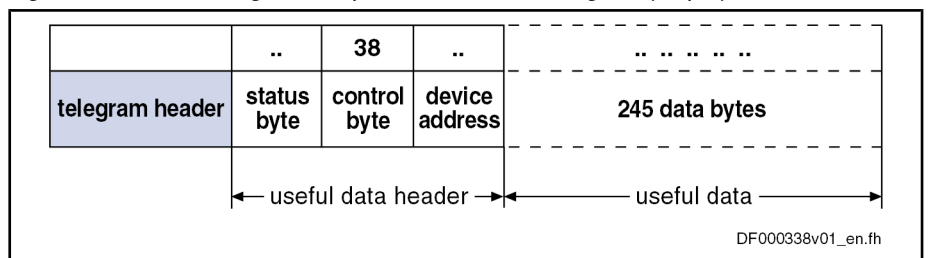 .. 38 .. .. .. .. .. ..
telegram header status byte control byte device address 245 data bytes
useful data header useful data
DF000338v01_en.fh